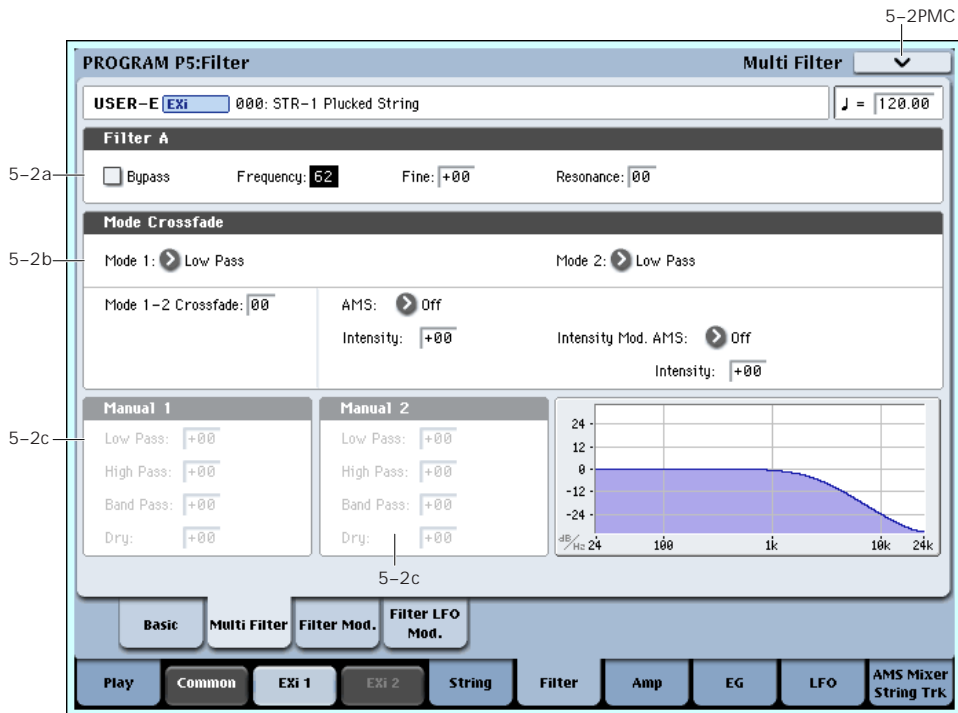 5-2PMC
PROGRAM P5:Filter Multi Filter
USER-E EXi 000: STR-1 Plucked String ♩ = 120.00
Filter A
5-2a Bypass Frequency: 62 Fine: +00 Resonance: 00
Mode Crossfade
5-2b Mode 1: Low Pass Mode 2: Low Pass
Mode 1-2 Crossfade: 00 AMS: Off
Intensity: +00 Intensity Mod. AMS: Off
Intensity: +00
Manual 1 Manual 2
5-2c Low Pass: +00 Low Pass: +00
High Pass: +00 High Pass: +00
Band Pass: +00 Band Pass: +00
Dry: +00 Dry: +00
24
12
0
-12
-24
dB/Hz 24 100 1k 10k 24k
5-2c
Basic Multi Filter Filter Mod. Filter LFO Mod.
Play Common EXi 1 EXi 2 String Filter Amp EG LFO AMS Mixer String Trk